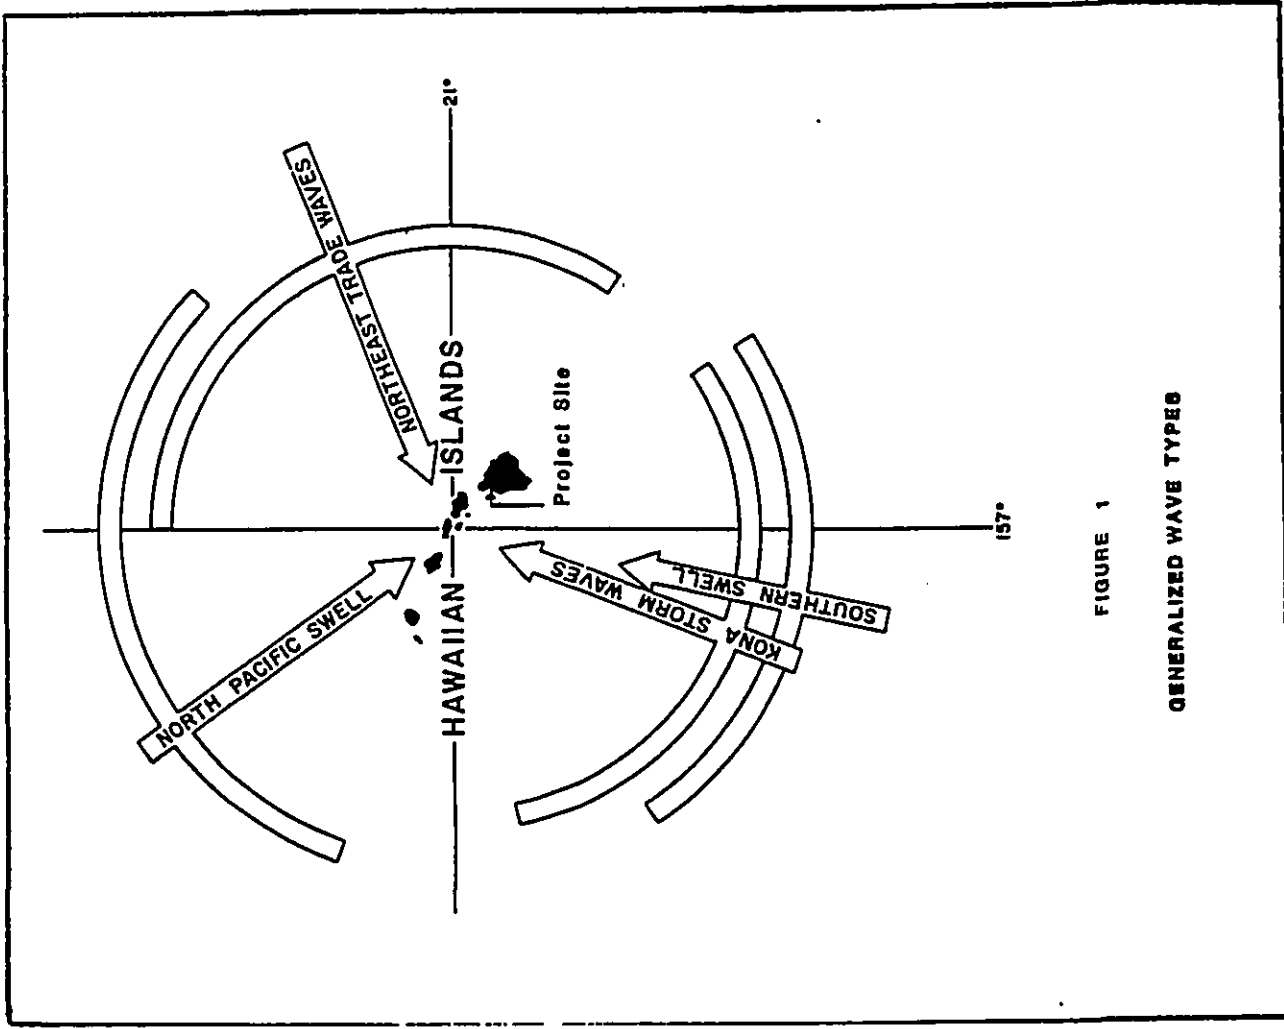 NORTH PACIFIC SWELL
NORTHEAST TRADE WAVES
21°
HAWAIIAN ISLANDS
Project Site
KONA STORM WAVES
SOUTHERN SWELL
157°
FIGURE 1
GENERALIZED WAVE TYPES